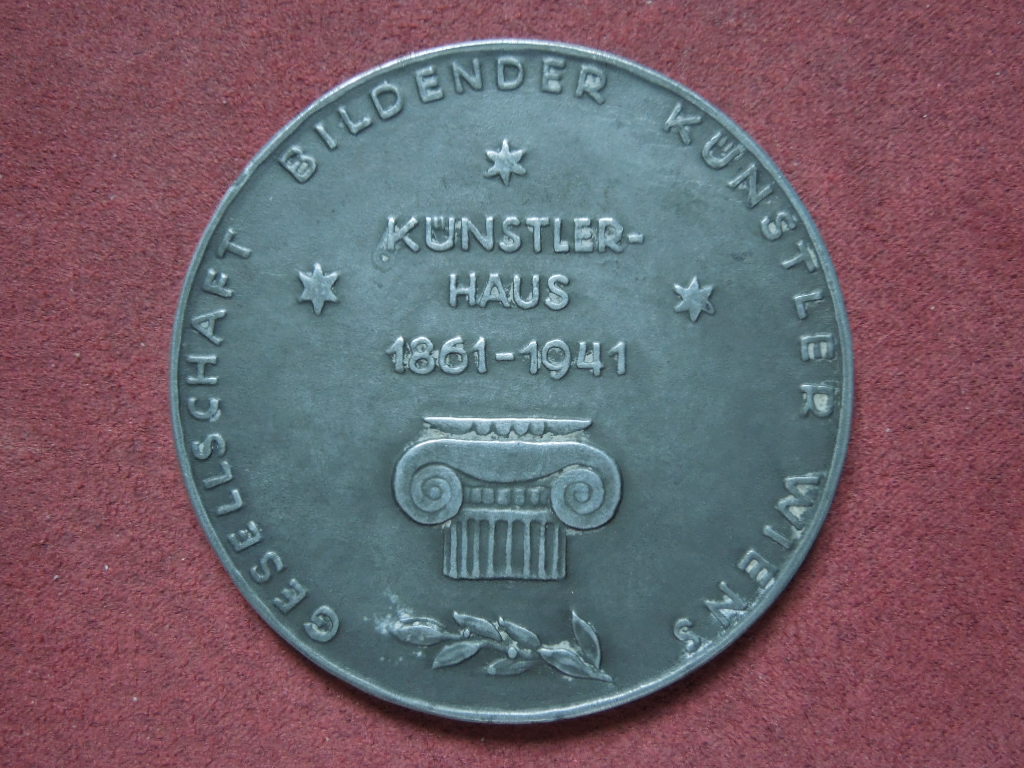 GESELLSCHAFT BILDENDER KÜNSTLER WIENS
KÜNSTLER-
HAUS
1861-1941